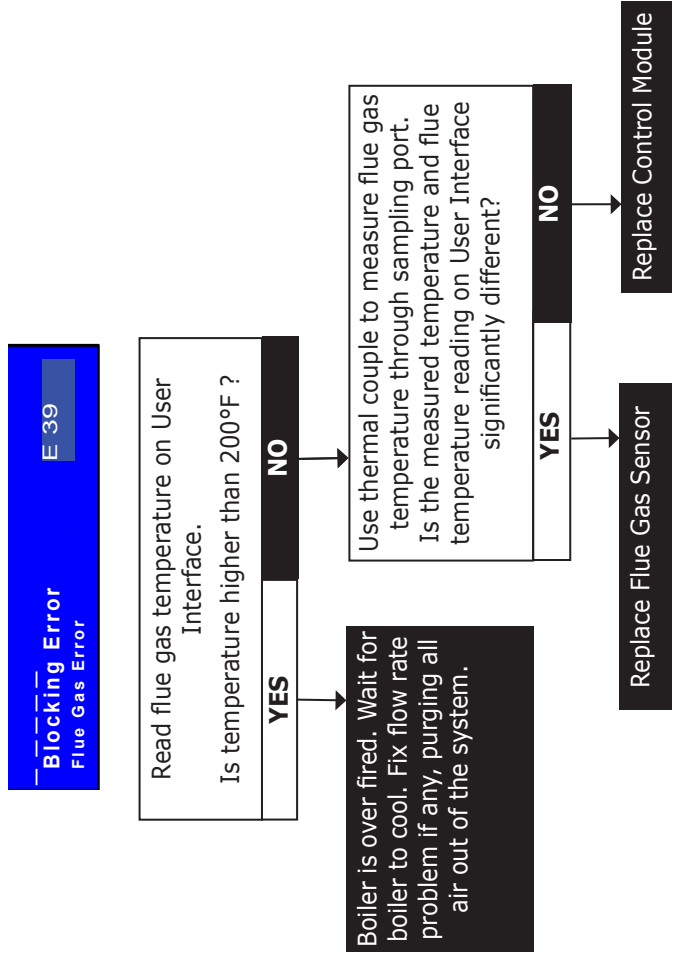 Blocking Error
Flue Gas Error
E 39
Read flue gas temperature on User
Interface.
Is temperature higher than 200°F ?
YES
NO
Boiler is over fired. Wait for
boiler to cool. Fix flow rate
problem if any, purging all
air out of the system.
Use thermal couple to measure flue gas
temperature through sampling port.
Is the measured temperature and flue
temperature reading on User Interface
significantly different?
YES
NO
Replace Flue Gas Sensor
Replace Control Module